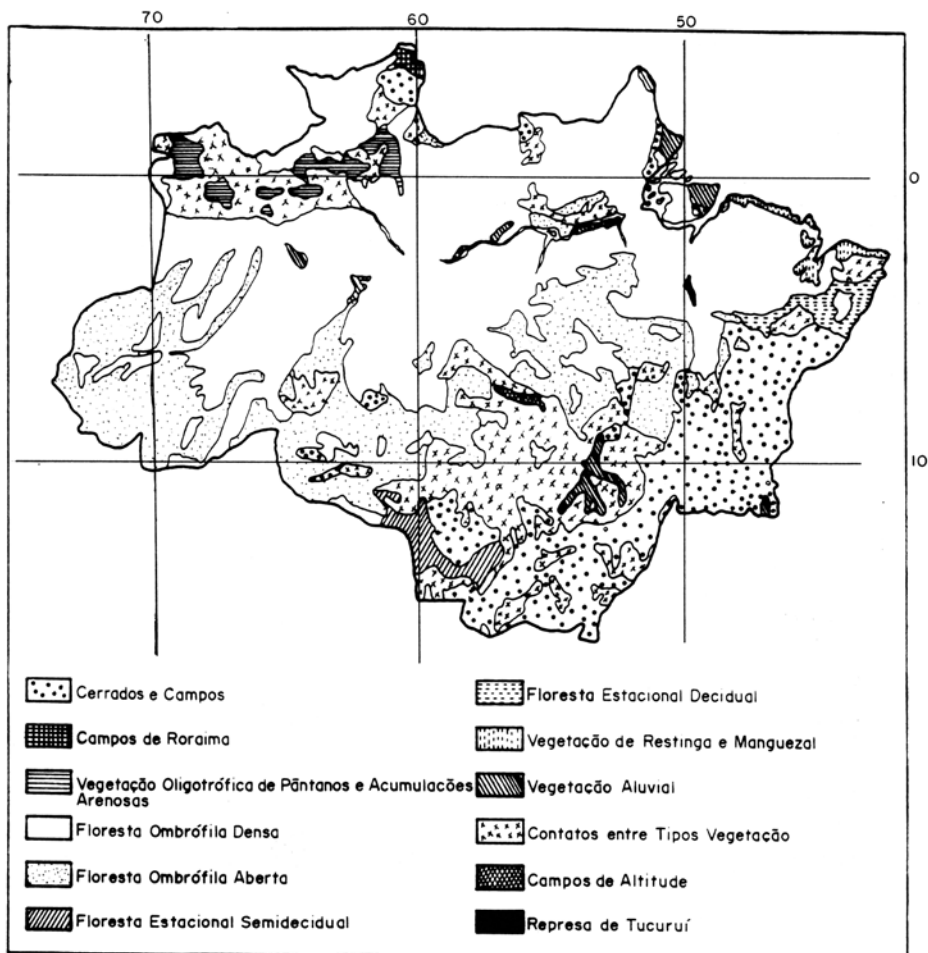 70 60 50
0
10
Cerrados e Campos
Campos de Roraima
Vegetação Oligotrófica de Pântanos e Acumulacões
Arenosas
Floresta Ombrófila Densa
Floresta Ombrófila Aberta
Floresta Estacional Semidecidual
Floresta Estacional Decidual
Vegetação de Restinga e Manguezal
Vegetação Aluvial
Contatos entre Tipos Vegetação
Campos de Altitude
Represa de Tucuruí